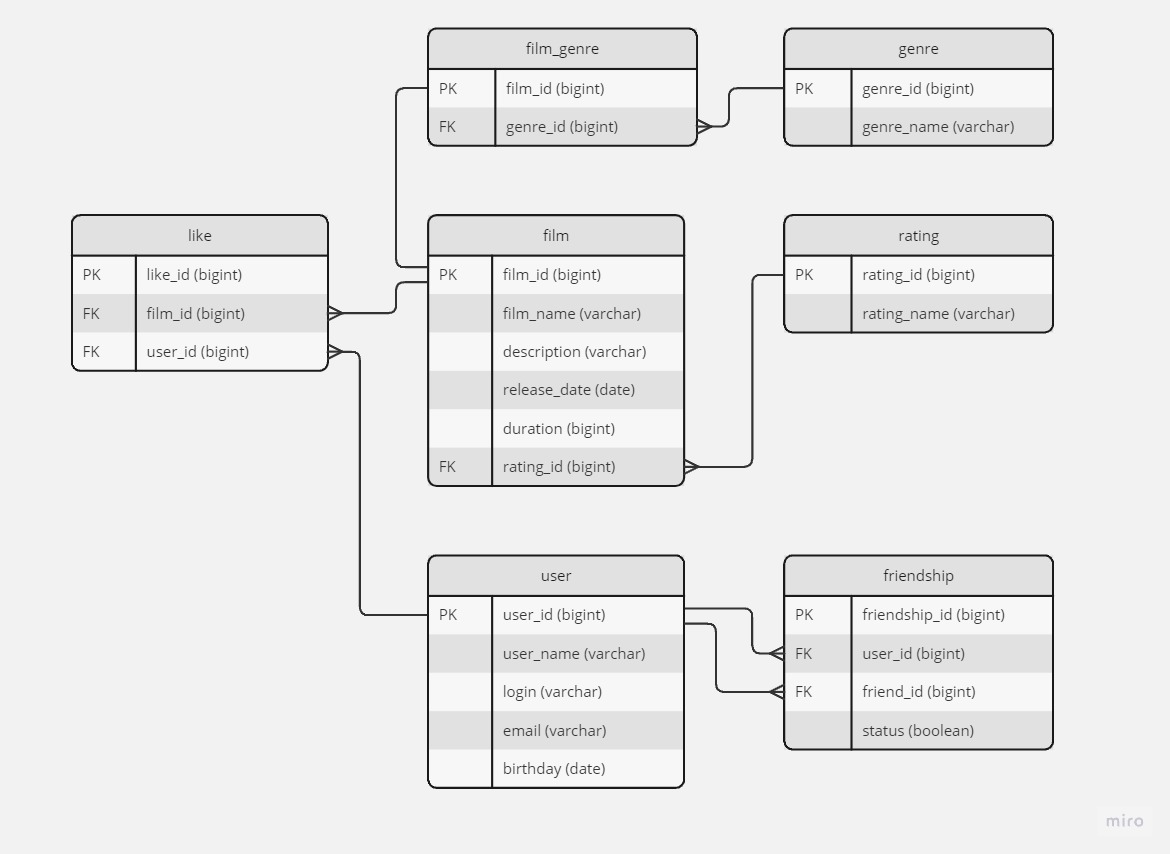 film_genre
PK film_id (bigint)
FK genre_id (bigint)
genre
PK genre_id (bigint)
genre_name (varchar)
like
PK like_id (bigint)
FK film_id (bigint)
FK user_id (bigint)
film
PK film_id (bigint)
film_name (varchar)
description (varchar)
release_date (date)
duration (bigint)
FK rating_id (bigint)
rating
PK rating_id (bigint)
rating_name (varchar)
user
PK user_id (bigint)
user_name (varchar)
login (varchar)
email (varchar)
birthday (date)
friendship
PK friendship_id (bigint)
FK user_id (bigint)
FK friend_id (bigint)
status (boolean)
miro